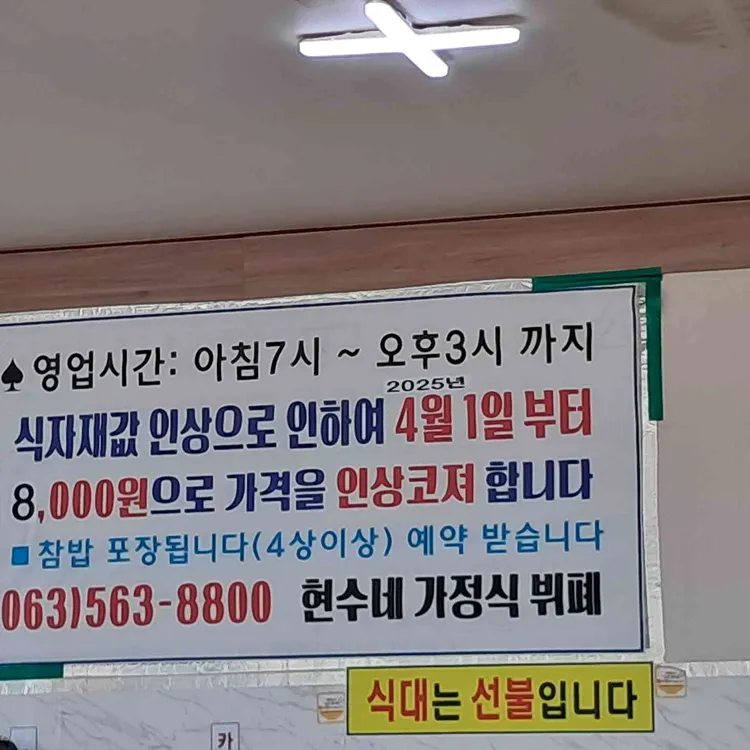 ♠영업시간: 아침7시 ~ 오후3시 까지
2025년
식자재값 인상으로 인하여 4월 1일 부터
8,000원으로 가격을 인상코져 합니다
■참밥 포장됩니다(4상이상) 예약 받습니다
063)563-8800 현수네 가정식 뷔폐
식대는 선불입니다
카